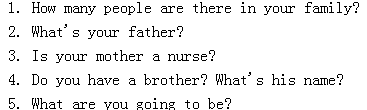 1. How many people are there in your family?
2. What's your father?
3. Is your mother a nurse?
4. Do you have a brother? What's his name?
5. What are you going to be?